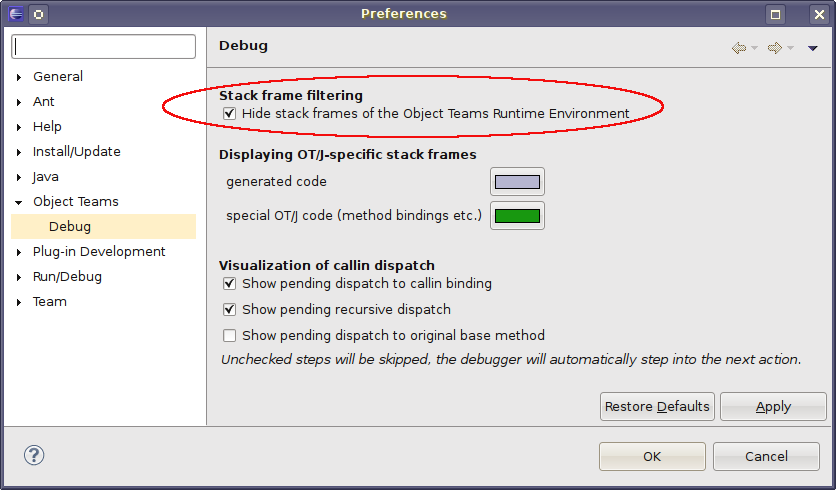 Preferences
Debug
General
Ant
Help
Install/Update
Java
Object Teams
Debug
Plug-in Development
Run/Debug
Team
Stack frame filtering
Hide stack frames of the Object Teams Runtime Environment
Displaying OT/J-specific stack frames
generated code
special OT/J code (method bindings etc.)
Visualization of callin dispatch
Show pending dispatch to callin binding
Show pending recursive dispatch
Show pending dispatch to original base method
Unchecked steps will be skipped, the debugger will automatically step into the next action.
Restore Defaults
Apply
?
OK
Cancel